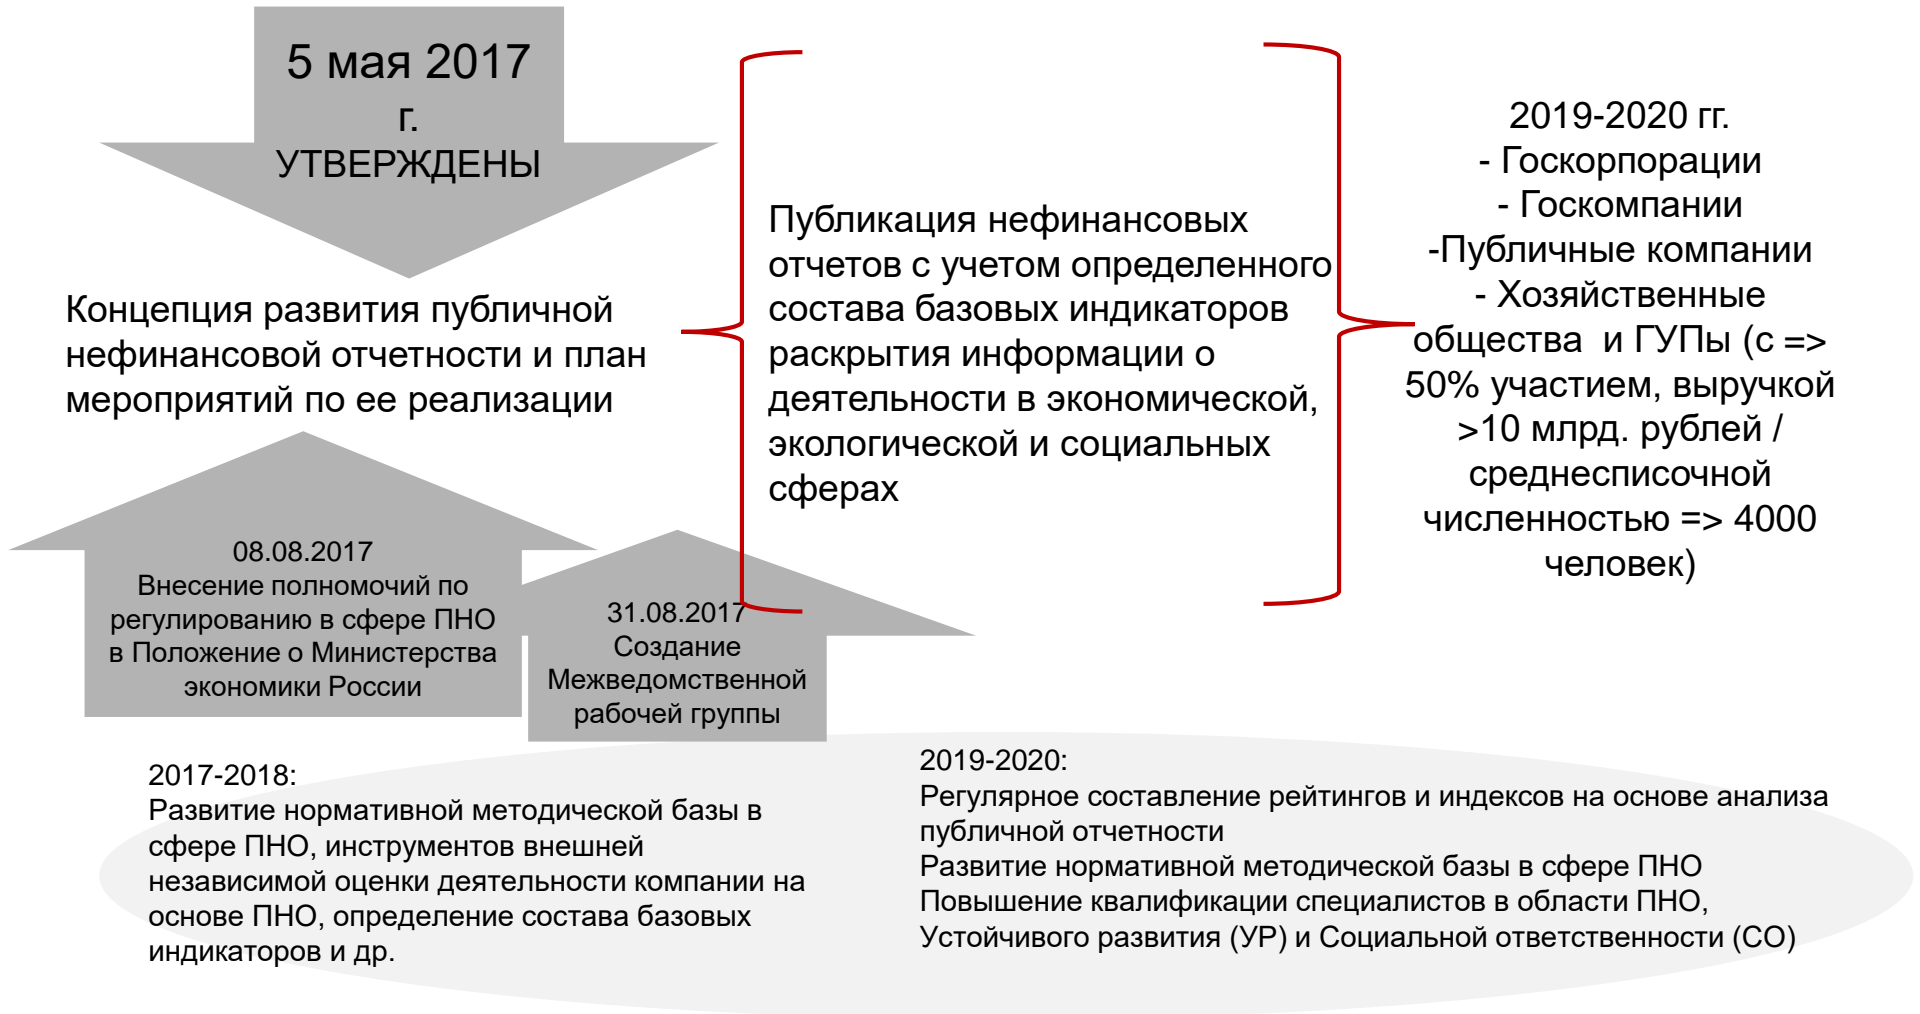 5 мая 2017
г.
УТВЕРЖДЕНЫ
Концепция развития публичной
нефинансовой отчетности и план
мероприятий по ее реализации
08.08.2017
Внесение полномочий по
регулированию в сфере ПНО
в Положение о Министерства
экономики России
31.08.2017
Создание
Межведомственной
рабочей группы
Публикация нефинансовых
отчетов с учетом определенного
состава базовых индикаторов
раскрытия информации о
деятельности в экономической,
экологической и социальных
сферах
2019-2020 гг.
- Госкорпорации
- Госкомпании
-Публичные компании
- Хозяйственные
общества и ГУПы (с =>
50% участием, выручкой
>10 млрд. рублей /
среднесписочной
численностью => 4000
человек)
2017-2018:
Развитие нормативной методической базы в
сфере ПНО, инструментов внешней
независимой оценки деятельности компании на
основе ПНО, определение состава базовых
индикаторов и др.
2019-2020:
Регулярное составление рейтингов и индексов на основе анализа
публичной отчетности
Развитие нормативной методической базы в сфере ПНО
Повышение квалификации специалистов в области ПНО,
Устойчивого развития (УР) и Социальной ответственности (СО)